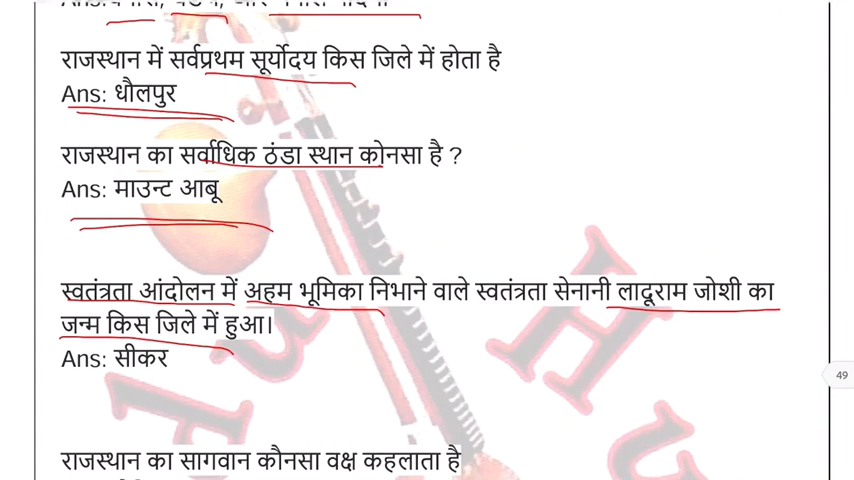 Ans:
राजस्थान में सर्वप्रथम सूर्योदय किस जिले में होता है
Ans: धौलपुर
राजस्थान का सर्वाधिक ठंडा स्थान कोनसा है ?
Ans: माउन्ट आबू
स्वतंत्रता आंदोलन में अहम भूमिका निभाने वाले स्वतंत्रता सेनानी लादूराम जोशी का
जन्म किस जिले में हुआ।
Ans: सीकर
49
राजस्थान का सागवान कौनसा वक्ष कहलाता है